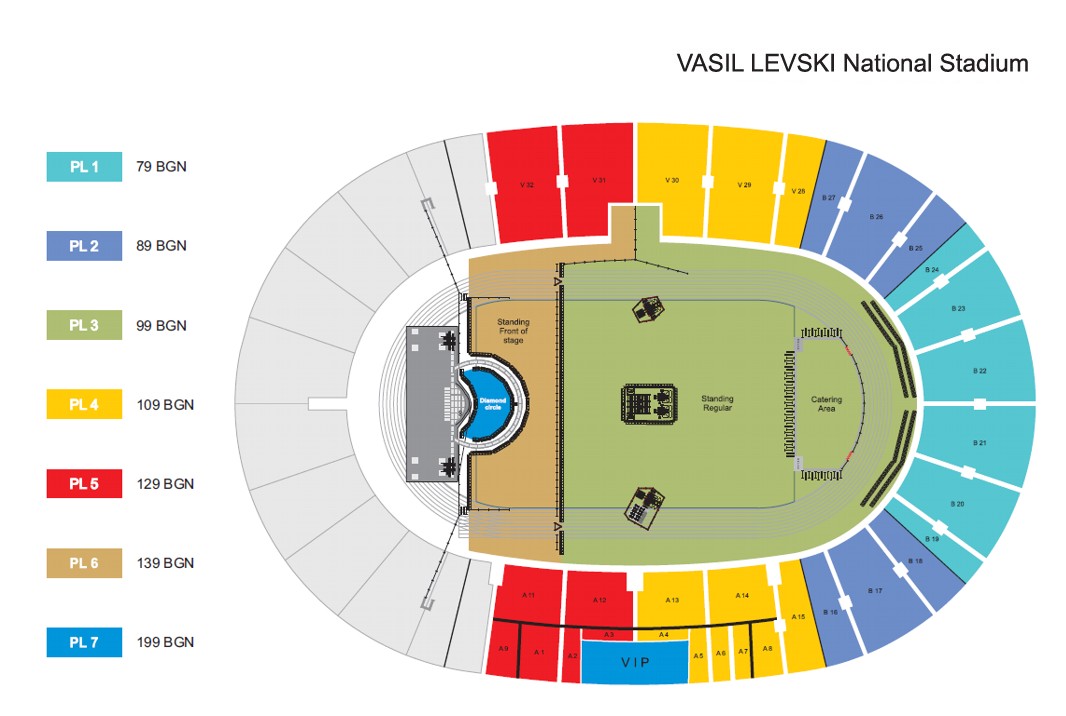 VASIL LEVSKI National Stadium
PL 1 79 BGN
PL 2 89 BGN
PL 3 99 BGN
PL 4 109 BGN
PL 5 129 BGN
PL 6 139 BGN
PL 7 199 BGN
V 32
V 31
V 30
V 29
V 28
B 27
B 26
B 25
B 24
B 23
B 22
B 21
B 20
B 19
B 18
B 17
B 16
Standing
Front of
stage
Diamond
circle
Standing
Regular
Catering
Area
A 11
A 12
A 13
A 14
A 15
A 3
A 4
A 1
A 2
VIP
A 5
A 6
A 7
A 8